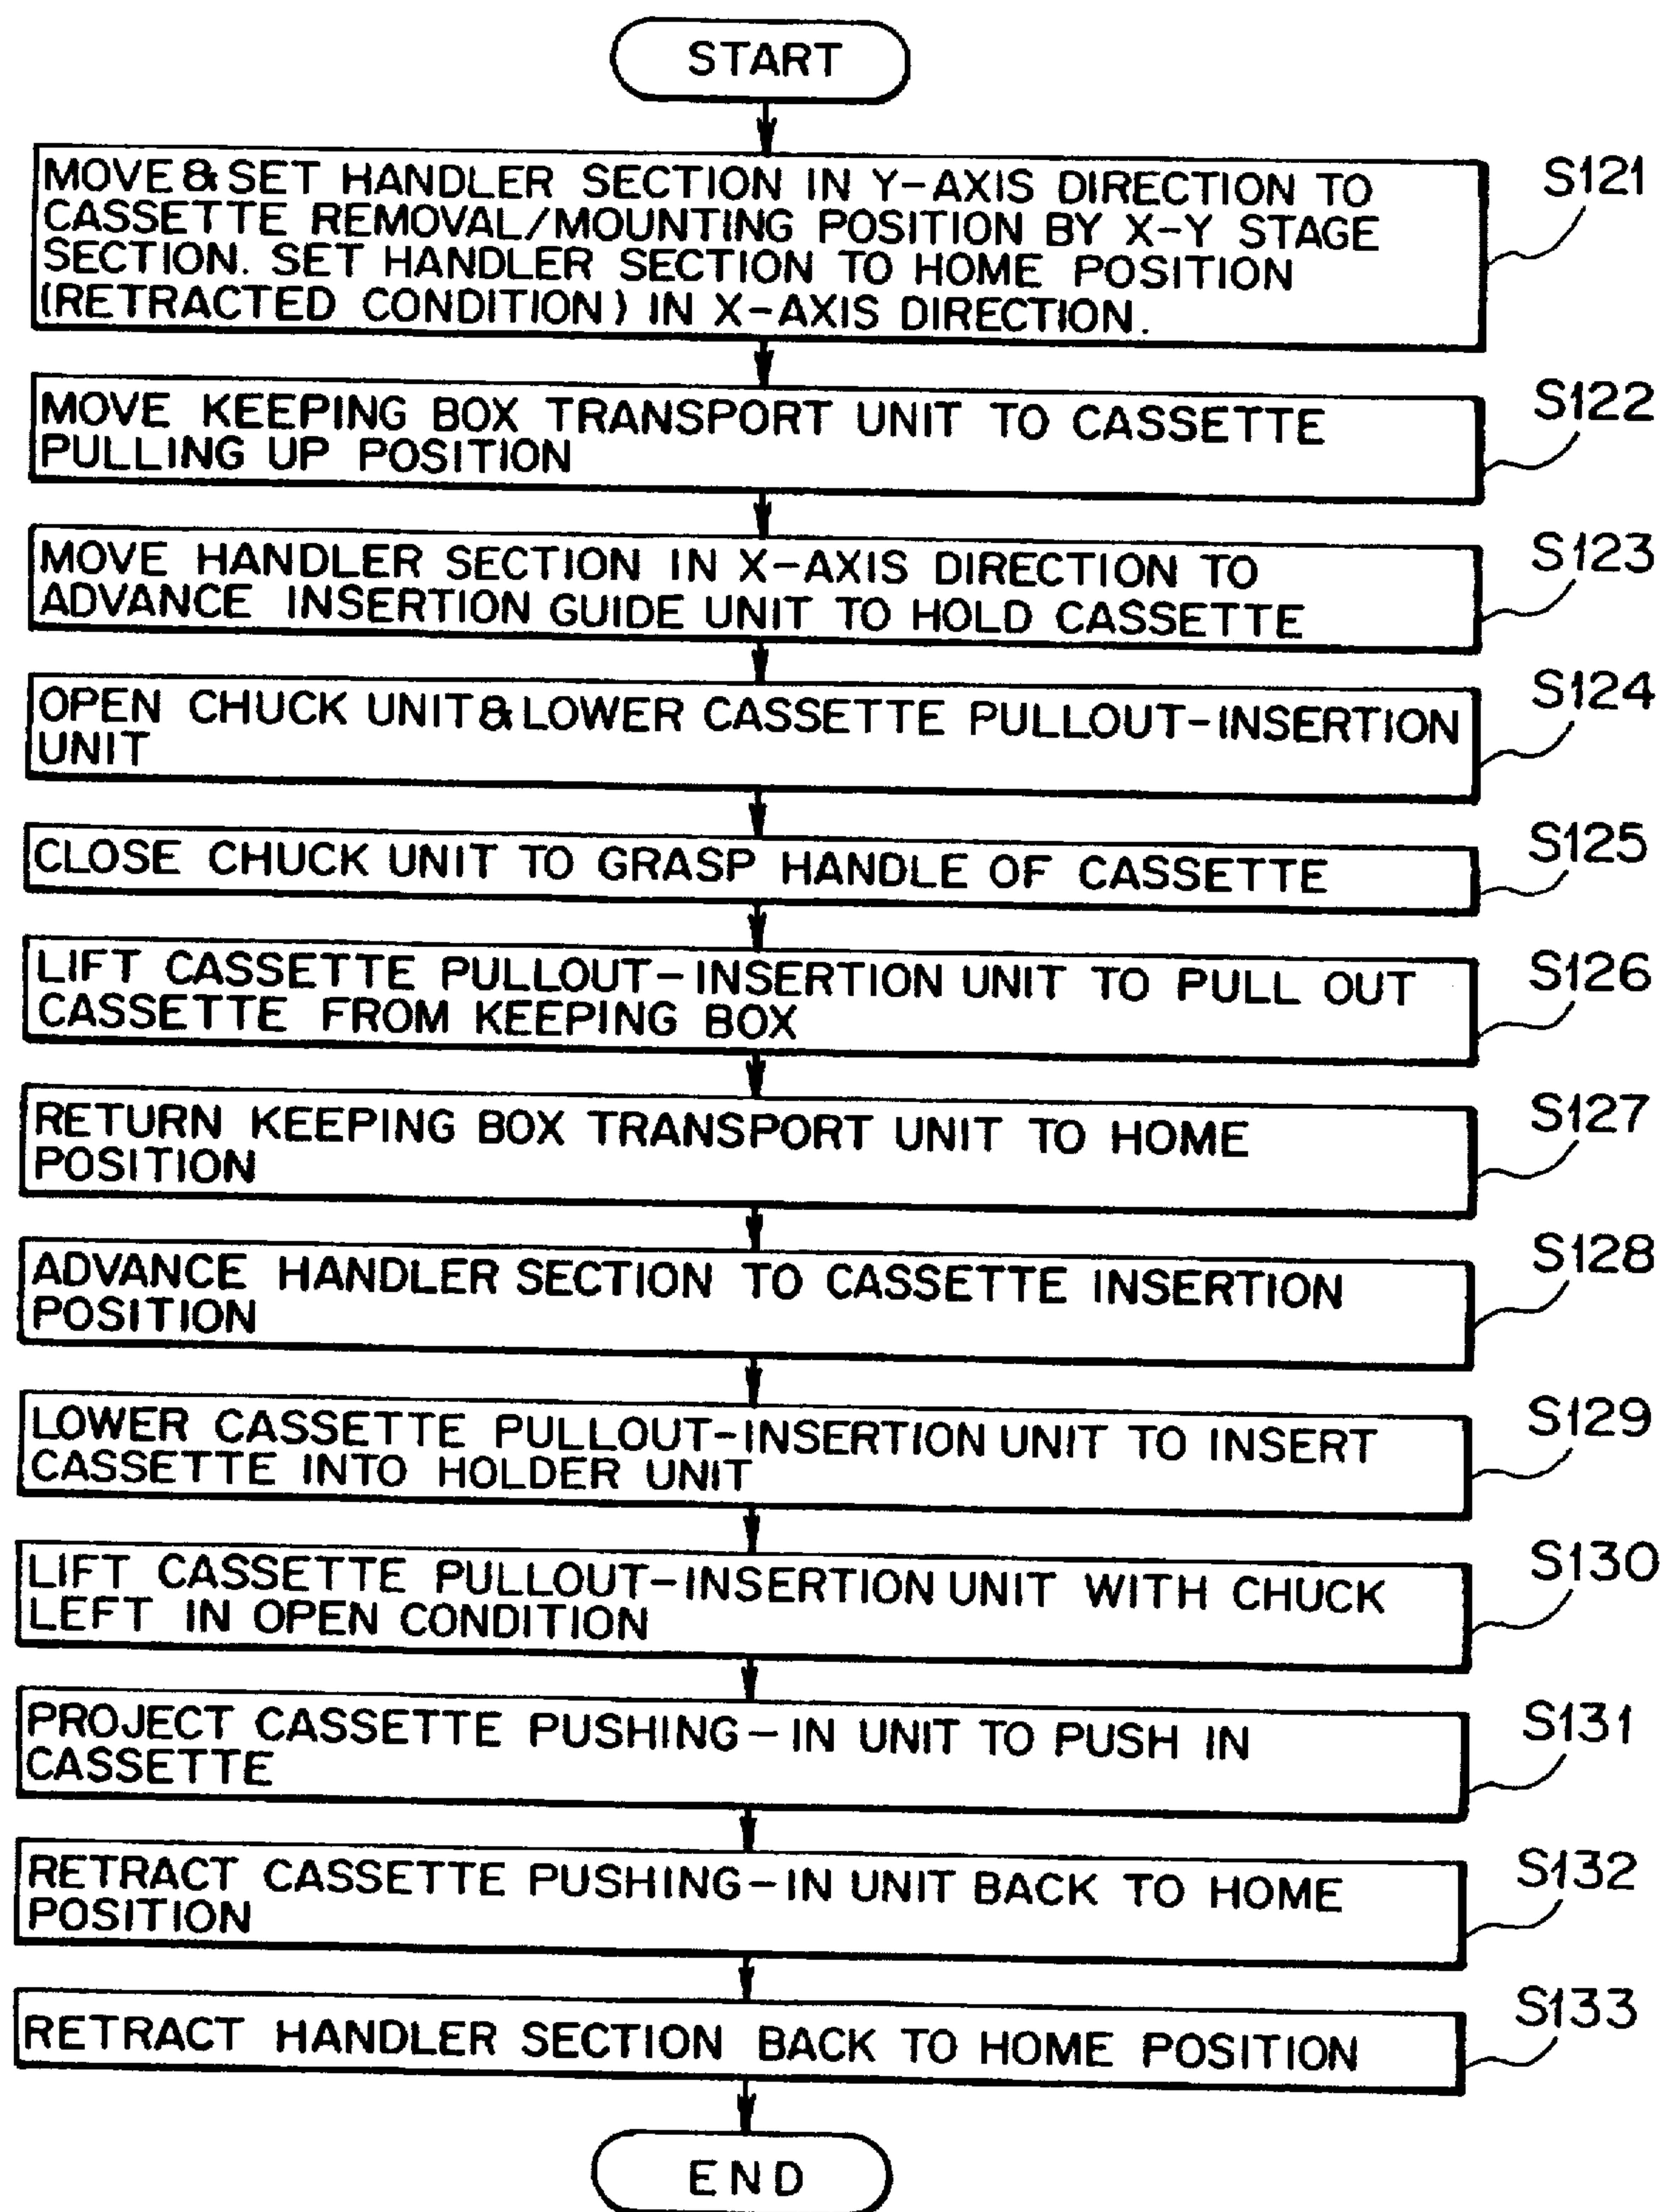 START
MOVE & SET HANDLER SECTION IN Y-AXIS DIRECTION TO
CASSETTE REMOVAL/MOUNTING POSITION BY X-Y STAGE
SECTION. SET HANDLER SECTION TO HOME POSITION
(RETRACTED CONDITION) IN X-AXIS DIRECTION.
S121
MOVE KEEPING BOX TRANSPORT UNIT TO CASSETTE
PULLING UP POSITION
S122
MOVE HANDLER SECTION IN X-AXIS DIRECTION TO
ADVANCE INSERTION GUIDE UNIT TO HOLD CASSETTE
S123
OPEN CHUCK UNIT & LOWER CASSETTE PULLOUT-INSERTION
UNIT
S124
CLOSE CHUCK UNIT TO GRASP HANDLE OF CASSETTE
S125
LIFT CASSETTE PULLOUT-INSERTION UNIT TO PULL OUT
CASSETTE FROM KEEPING BOX
S126
RETURN KEEPING BOX TRANSPORT UNIT TO HOME
POSITION
S127
ADVANCE HANDLER SECTION TO CASSETTE INSERTION
POSITION
S128
LOWER CASSETTE PULLOUT-INSERTION UNIT TO INSERT
CASSETTE INTO HOLDER UNIT
S129
LIFT CASSETTE PULLOUT-INSERTION UNIT WITH CHUCK
LEFT IN OPEN CONDITION
S130
PROJECT CASSETTE PUSHING-IN UNIT TO PUSH IN
CASSETTE
S131
RETRACT CASSETTE PUSHING-IN UNIT BACK TO HOME
POSITION
S132
RETRACT HANDLER SECTION BACK TO HOME POSITION
S133
END